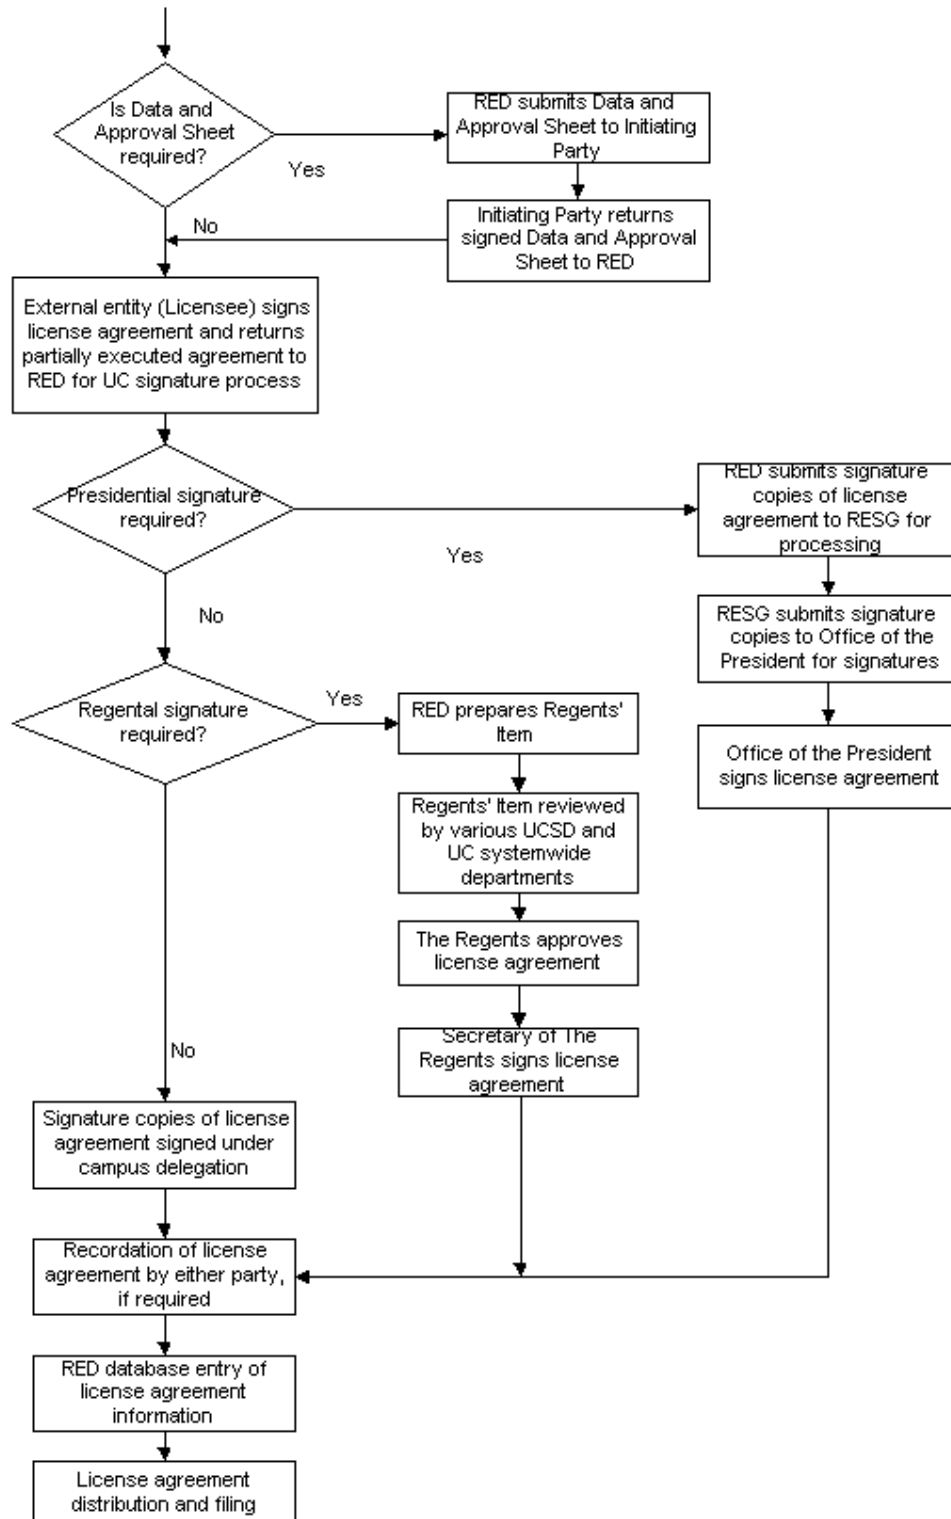 Is Data and
Approval Sheet
required?
Yes
RED submits Data and
Approval Sheet to Initiating
Party
Initiating Party returns
signed Data and Approval
Sheet to RED
No
External entity (Licensee) signs
license agreement and returns
partially executed agreement to
RED for UC signature process
Presidential signature
required?
Yes
RED submits signature
copies of license
agreement to RESG for
processing
RESG submits signature
copies to Office of the
President for signatures
Office of the President
signs license agreement
No
Regental signature
required?
Yes
RED prepares Regents'
Item
Regents' Item reviewed
by various UCSD and
UC systemwide
departments
The Regents approves
license agreement
Secretary of The
Regents signs license
agreement
No
Signature copies of license
agreement signed under
campus delegation
Recordation of license
agreement by either party,
if required
RED database entry of
license agreement
information
License agreement
distribution and filing